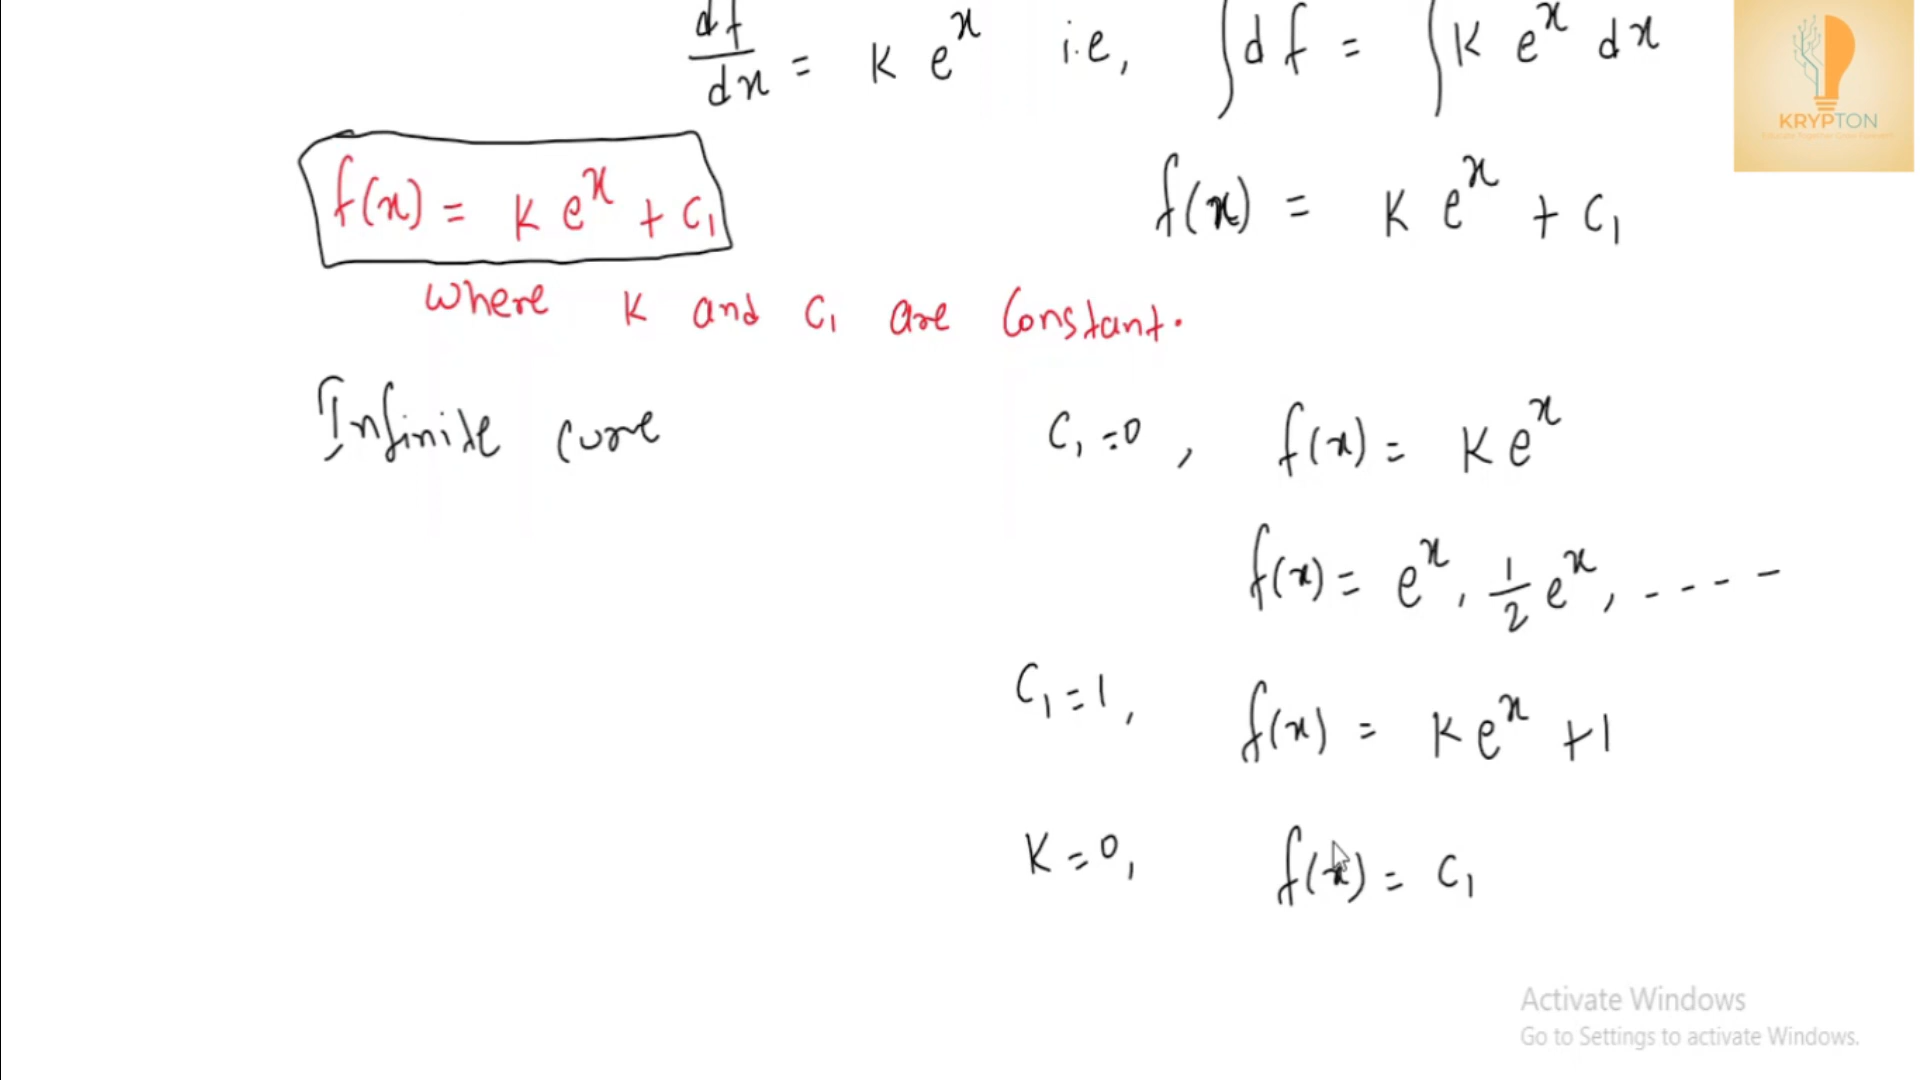 df/dx = K e^x i.e, ∫df = ∫K e^x dx
KRYPTON
f(x) = K e^x + C₁
f(x) = K e^x + C₁
where K and C₁ are Constant.
Infinite curve
C₁=0, f(x) = K e^x
f(x) = e^x, 1/2 e^x, ----
C₁=1, f(x) = K e^x +1
K=0, f(x) = C₁
Activate Windows
Go to Settings to activate Windows.